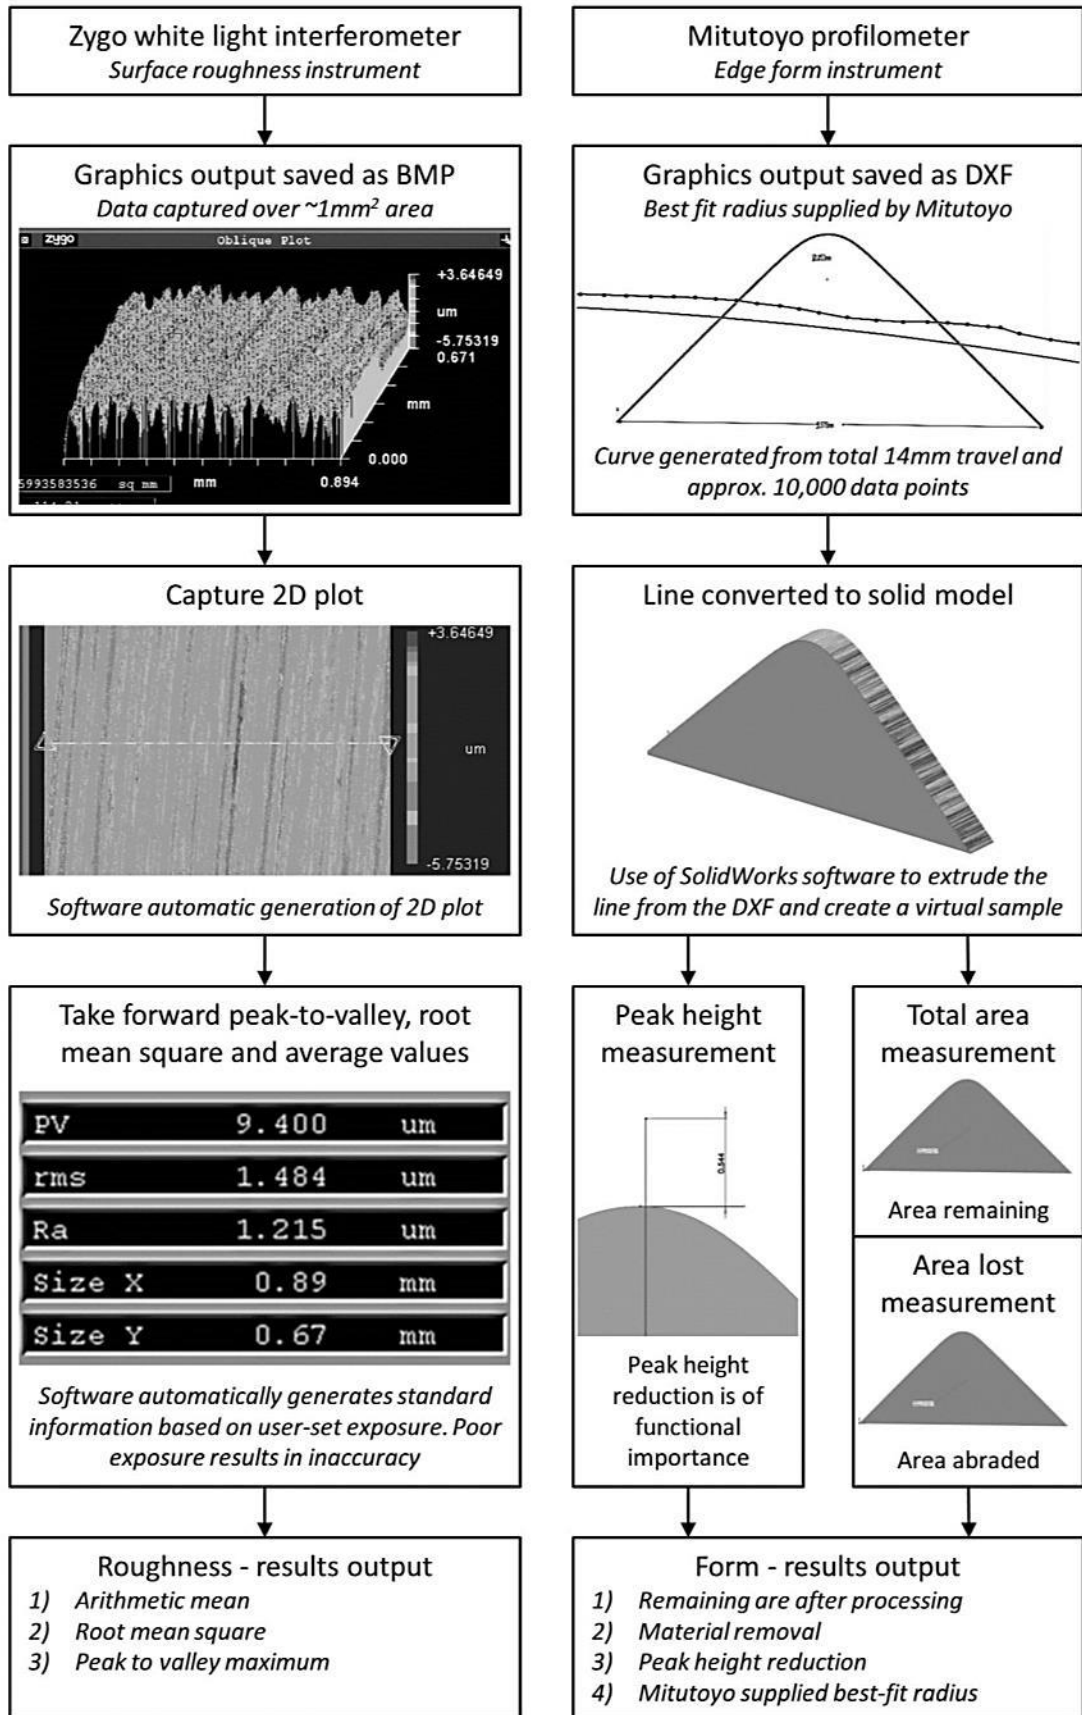 Zygo white light interferometer
Surface roughness instrument
Graphics output saved as BMP
Data captured over ~1mm² area
zygo
Oblique Plot
+3.64649
um
-5.75319
0.671
mm
0.000
5993583536 sq mm
mm
0.894
Capture 2D plot
+3.64649
um
-5.75319
Software automatic generation of 2D plot
Take forward peak-to-valley, root
mean square and average values
PV 9.400 um
rms 1.484 um
Ra 1.215 um
Size X 0.89 mm
Size Y 0.67 mm
Software automatically generates standard
information based on user-set exposure. Poor
exposure results in inaccuracy
Roughness - results output
1) Arithmetic mean
2) Root mean square
3) Peak to valley maximum
Mitutoyo profilometer
Edge form instrument
Graphics output saved as DXF
Best fit radius supplied by Mitutoyo
Curve generated from total 14mm travel and
approx. 10,000 data points
Line converted to solid model
Use of SolidWorks software to extrude the
line from the DXF and create a virtual sample
Peak height
measurement
0.544
Peak height
reduction is of
functional
importance
Total area
measurement
Area remaining
Area lost
measurement
Area abraded
Form - results output
1) Remaining are after processing
2) Material removal
3) Peak height reduction
4) Mitutoyo supplied best-fit radius